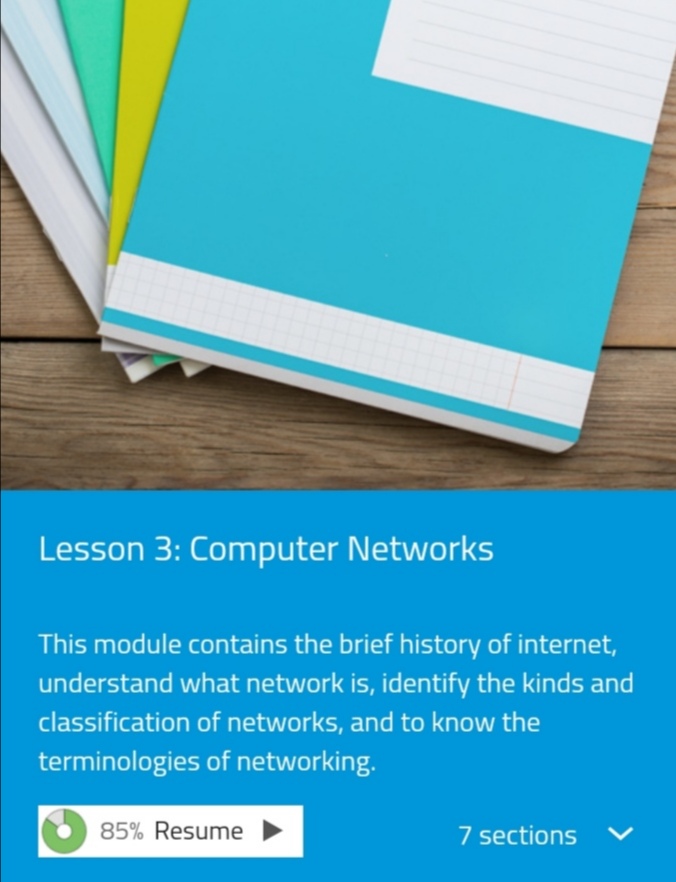 Lesson 3: Computer Networks
This module contains the brief history of internet,
understand what network is, identify the kinds and
classification of networks, and to know the
terminologies of networking.
85% Resume
7 sections